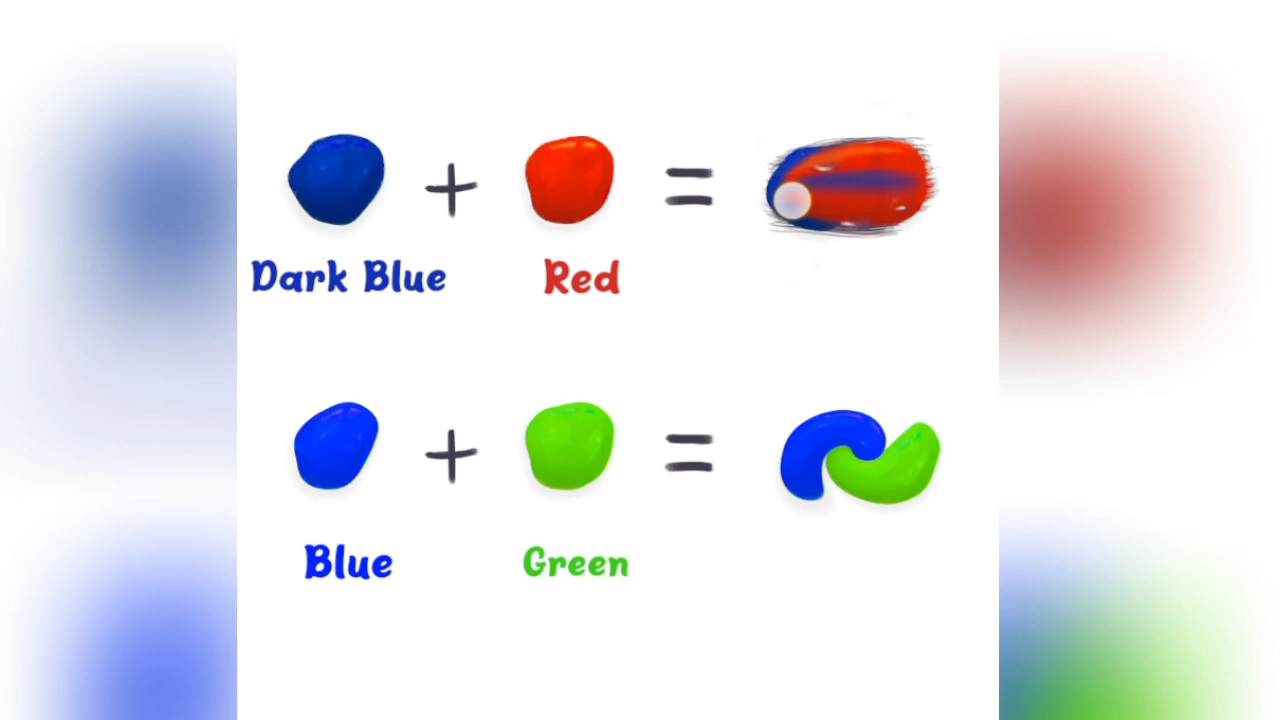 + =
Dark Blue Red
+ =
Blue Green